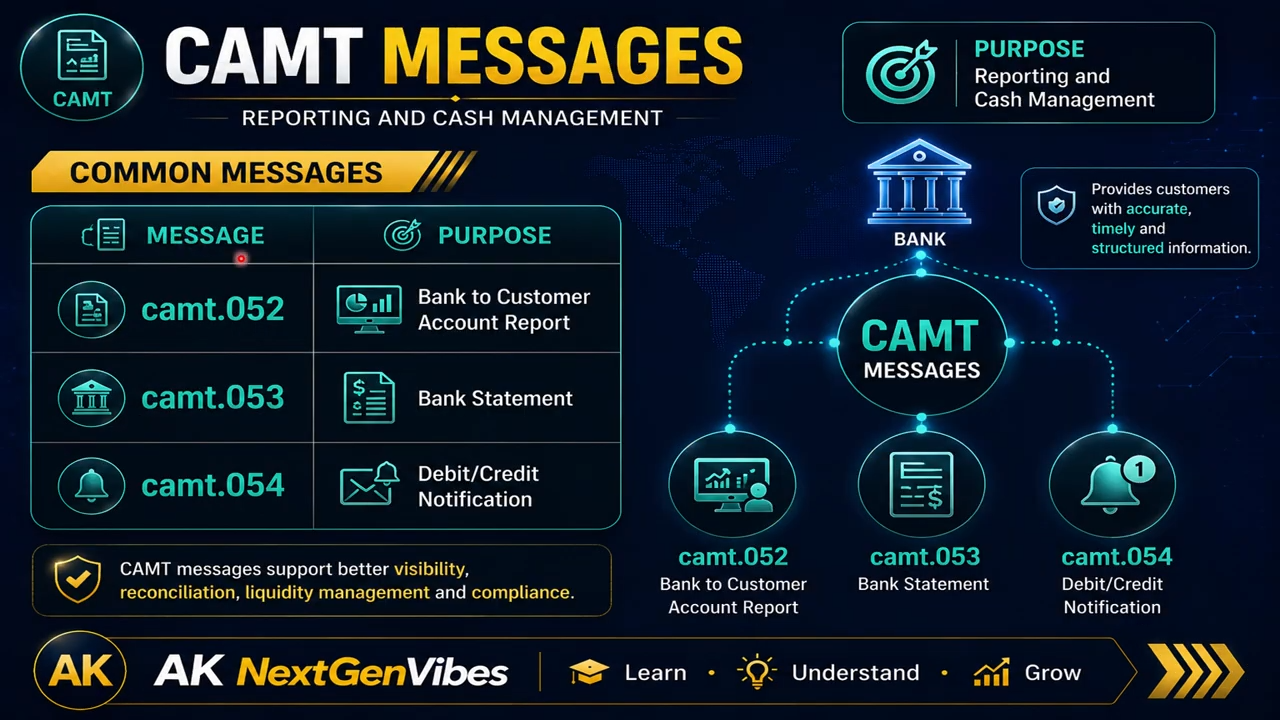 CAMT
CAMT MESSAGES
REPORTING AND CASH MANAGEMENT
PURPOSE
Reporting and
Cash Management
COMMON MESSAGES
MESSAGE
PURPOSE
camt.052
Bank to Customer
Account Report
camt.053
Bank Statement
camt.054
Debit/Credit
Notification
CAMT messages support better visibility,
reconciliation, liquidity management and compliance.
BANK
Provides customers
with accurate,
timely and
structured information.
CAMT
MESSAGES
1
camt.052
Bank to Customer
Account Report
camt.053
Bank Statement
camt.054
Debit/Credit
Notification
AK
AK NextGenVibes
Learn • Understand • Grow